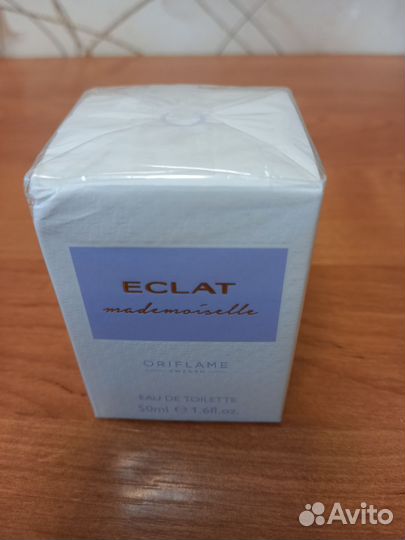 ECLAT
mademoiselle
ORIFLAME
SWEDEN
EAU DE TOILETTE
50ml ℮ 1.6fl.oz.
Avito